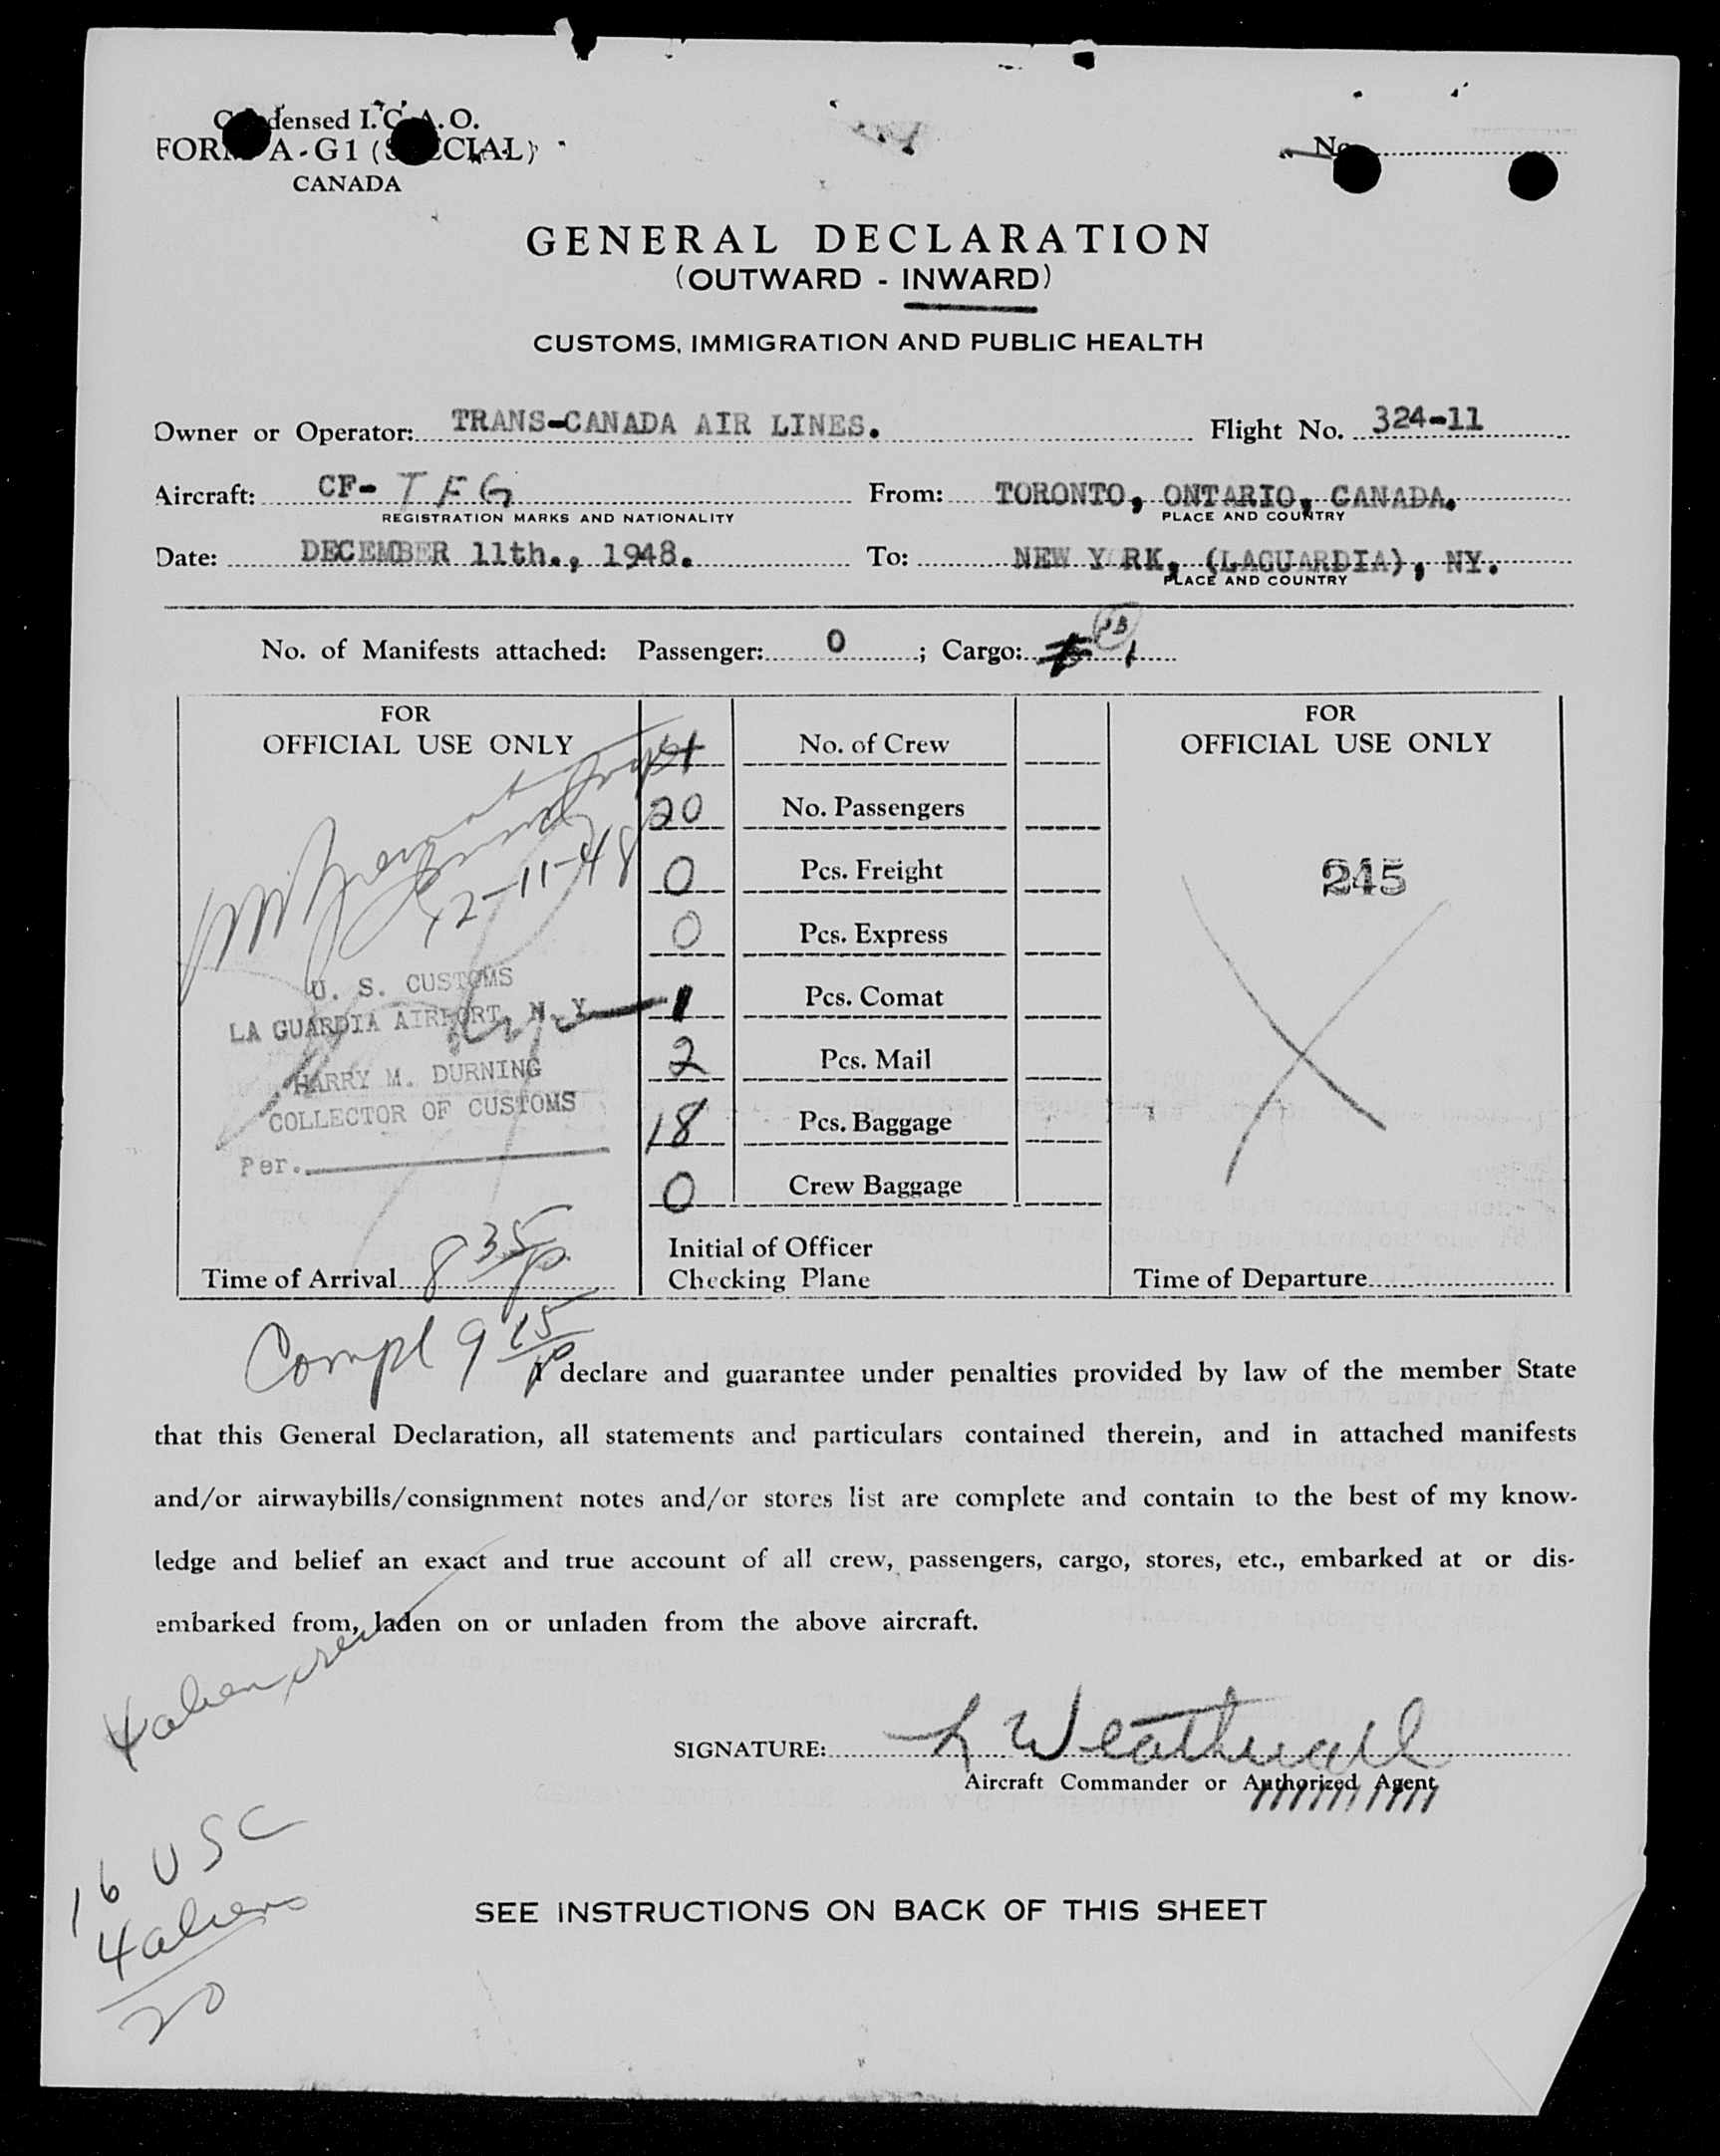 Condensed I.C.A.O.
FORM A-G1 (SPECIAL)
CANADA
No.
GENERAL DECLARATION
(OUTWARD - INWARD)
CUSTOMS, IMMIGRATION AND PUBLIC HEALTH
Owner or Operator: TRANS-CANADA AIR LINES. Flight No. 324-11
Aircraft: CF- T F G From: TORONTO, ONTARIO, CANADA.
REGISTRATION MARKS AND NATIONALITY PLACE AND COUNTRY
Date: DECEMBER 11th., 1948. To: NEW Y RK, (LAGUARDIA), NY.
PLACE AND COUNTRY
No. of Manifests attached: Passenger: 0 ; Cargo: 1
FOR
OFFICIAL USE ONLY
12-11-48
U. S. CUSTOMS
LA GUARDIA AIRPORT, N. Y.
HARRY M. DURNING
COLLECTOR OF CUSTOMS
Per.
Time of Arrival 8 35 p
Compl 9 15 p
No. of Crew
20 No. Passengers
0 Pcs. Freight
0 Pcs. Express
1 Pcs. Comat
2 Pcs. Mail
18 Pcs. Baggage
0 Crew Baggage
Initial of Officer
Checking Plane
FOR
OFFICIAL USE ONLY
245
Time of Departure
I declare and guarantee under penalties provided by law of the member State
that this General Declaration, all statements and particulars contained therein, and in attached manifests
and/or airwaybills/consignment notes and/or stores list are complete and contain to the best of my know-
ledge and belief an exact and true account of all crew, passengers, cargo, stores, etc., embarked at or dis-
embarked from, laden on or unladen from the above aircraft.
4 alien crew
SIGNATURE: L Weatherall
Aircraft Commander or Authorized Agent
16 USC
4 aliens
20
SEE INSTRUCTIONS ON BACK OF THIS SHEET